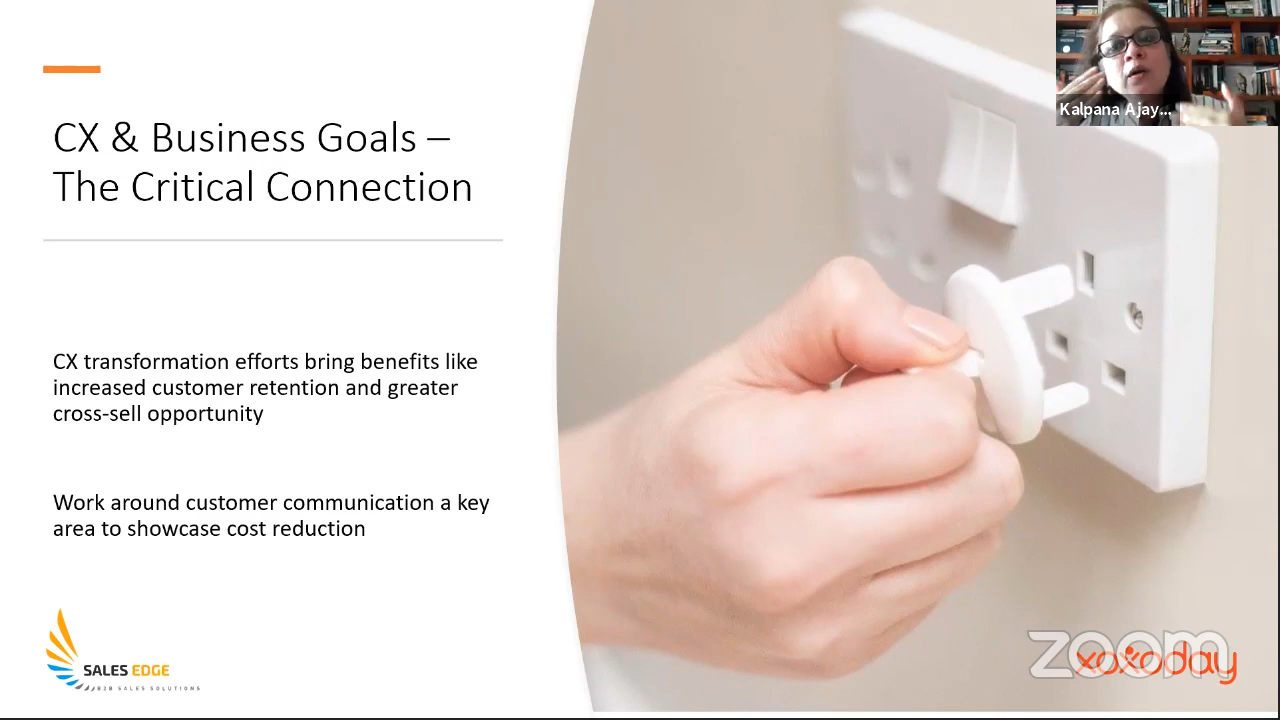 CX & Business Goals –
The Critical Connection
CX transformation efforts bring benefits like
increased customer retention and greater
cross-sell opportunity
Work around customer communication a key
area to showcase cost reduction
SALES EDGE
B2B SALES SOLUTIONS
Kalpana Ajay...
zoom
xoxoday